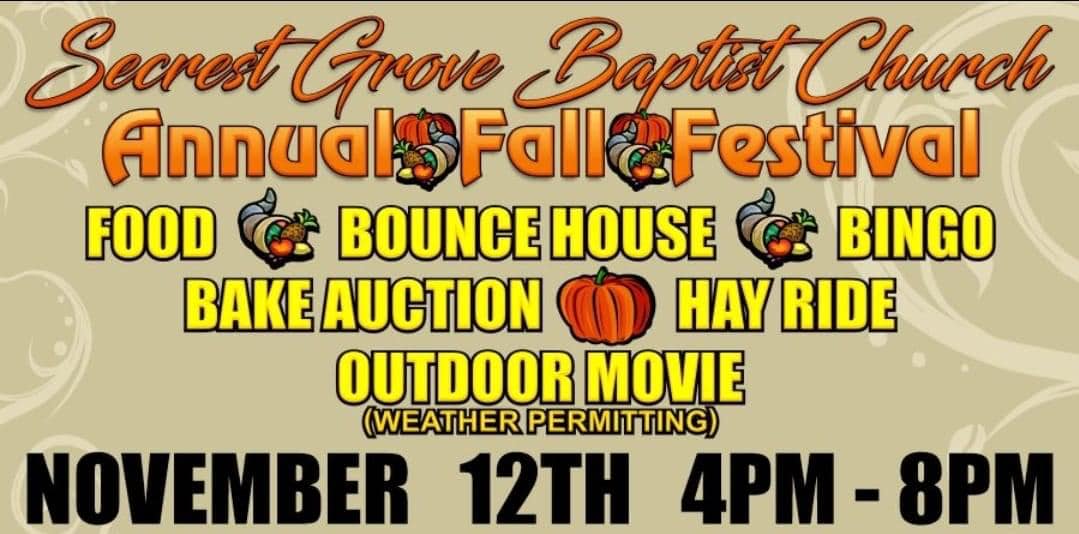 Secrest Grove Baptist Church
Annual Fall Festival
FOOD BOUNCE HOUSE BINGO
BAKE AUCTION HAY RIDE
OUTDOOR MOVIE
(WEATHER PERMITTING)
NOVEMBER 12TH 4PM - 8PM